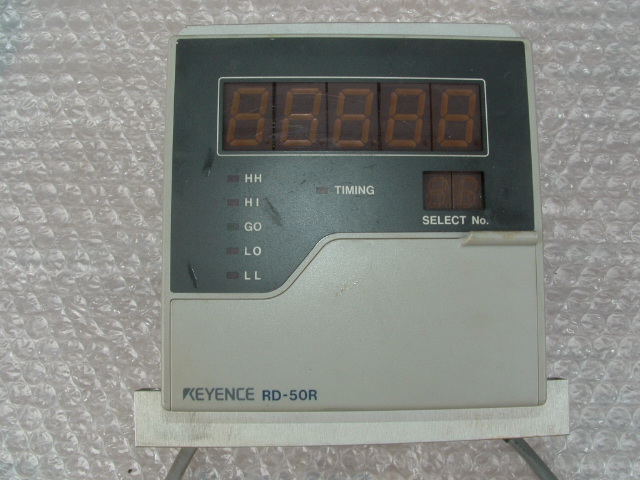 HH
HI
GO
LO
LL
TIMING
SELECT No.
KEYENCE RD-50R